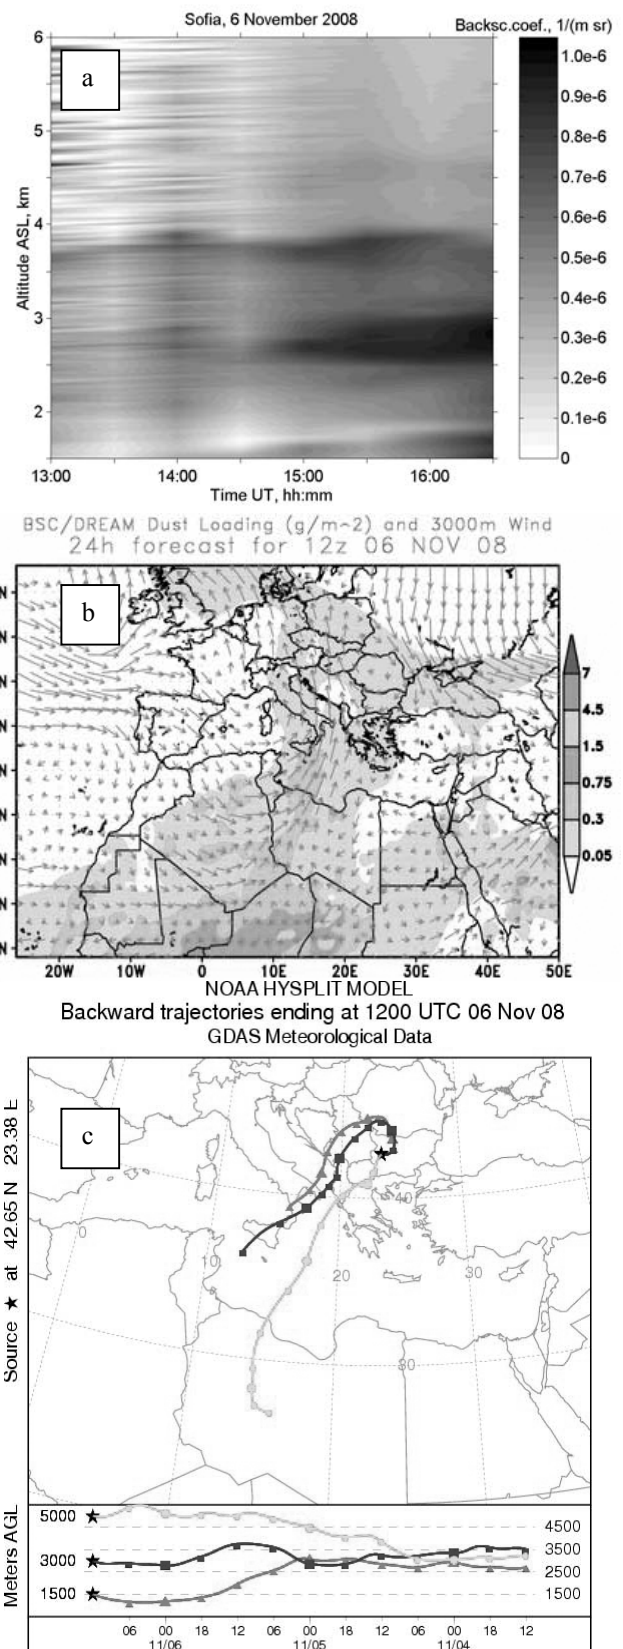 Sofia, 6 November 2008
Backsc.coef., 1/(m sr)
a
6
5
4
3
2
Altitude ASL, km
1.0e-6
0.9e-6
0.8e-6
0.7e-6
0.6e-6
0.5e-6
0.4e-6
0.3e-6
0.2e-6
0.1e-6
0
13:00 14:00 15:00 16:00
Time UT, hh:mm
BSC/DREAM Dust Loading (g/m^2) and 3000m Wind
24h forecast for 12z 06 NOV 08
b
N
N
N
N
N
N
N
N
N
7
4.5
1.5
0.75
0.3
0.05
20W 10W 0 10E 20E 30E 40E 50E
NOAA HYSPLIT MODEL
Backward trajectories ending at 1200 UTC 06 Nov 08
GDAS Meteorological Data
c
Source ★ at 42.65 N 23.38 E
40
0
10
20
30
30
Meters AGL
5000
3000
1500
4500
3500
2500
1500
06 00 18 12 06 00 18 12 06 00 18 12
11/06 11/05 11/04